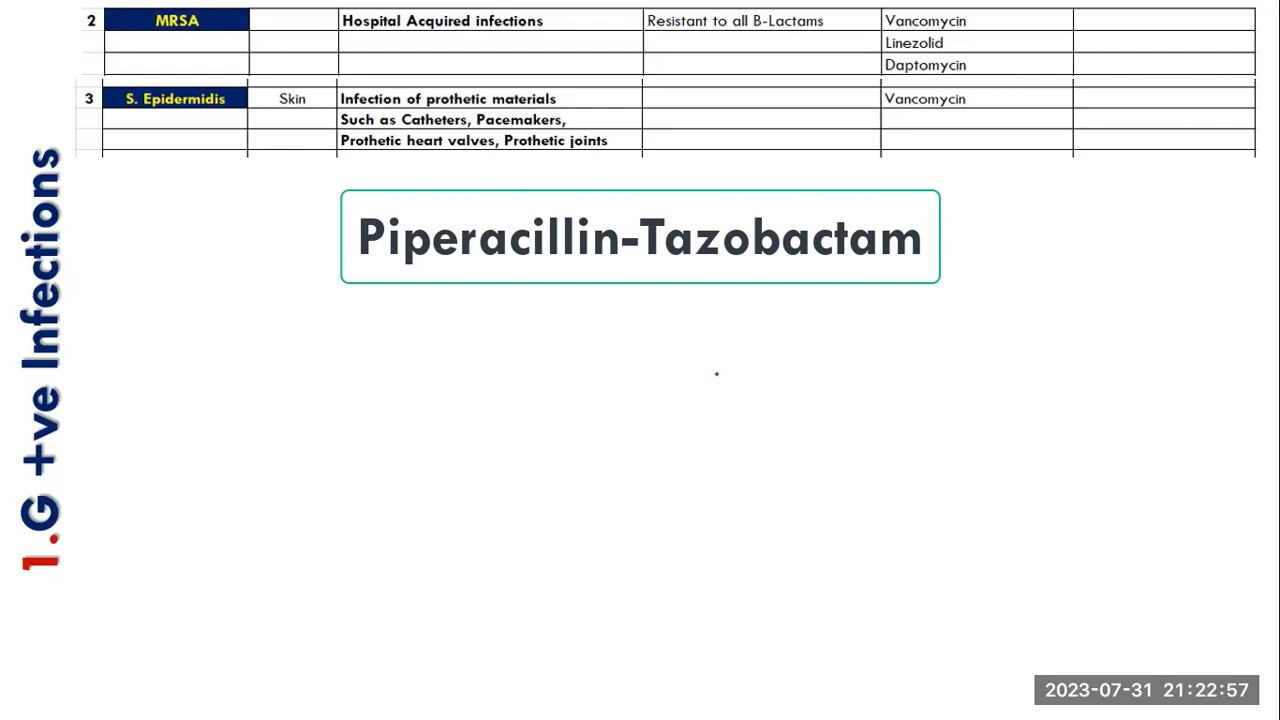 2 MRSA Hospital Acquired infections Resistant to all B-Lactams Vancomycin
Linezolid
Daptomycin
3 S. Epidermidis Skin Infection of prothetic materials Vancomycin
Such as Catheters, Pacemakers,
Prothetic heart valves, Prothetic joints
1.G +ve Infections
Piperacillin-Tazobactam
2023-07-31 21:22:57